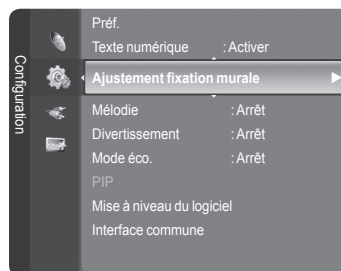 Configuration
Préf.
Texte numérique : Activer
Ajustement fixation murale
Mélodie : Arrêt
Divertissement : Arrêt
Mode éco. : Arrêt
PIP
Mise à niveau du logiciel
Interface commune